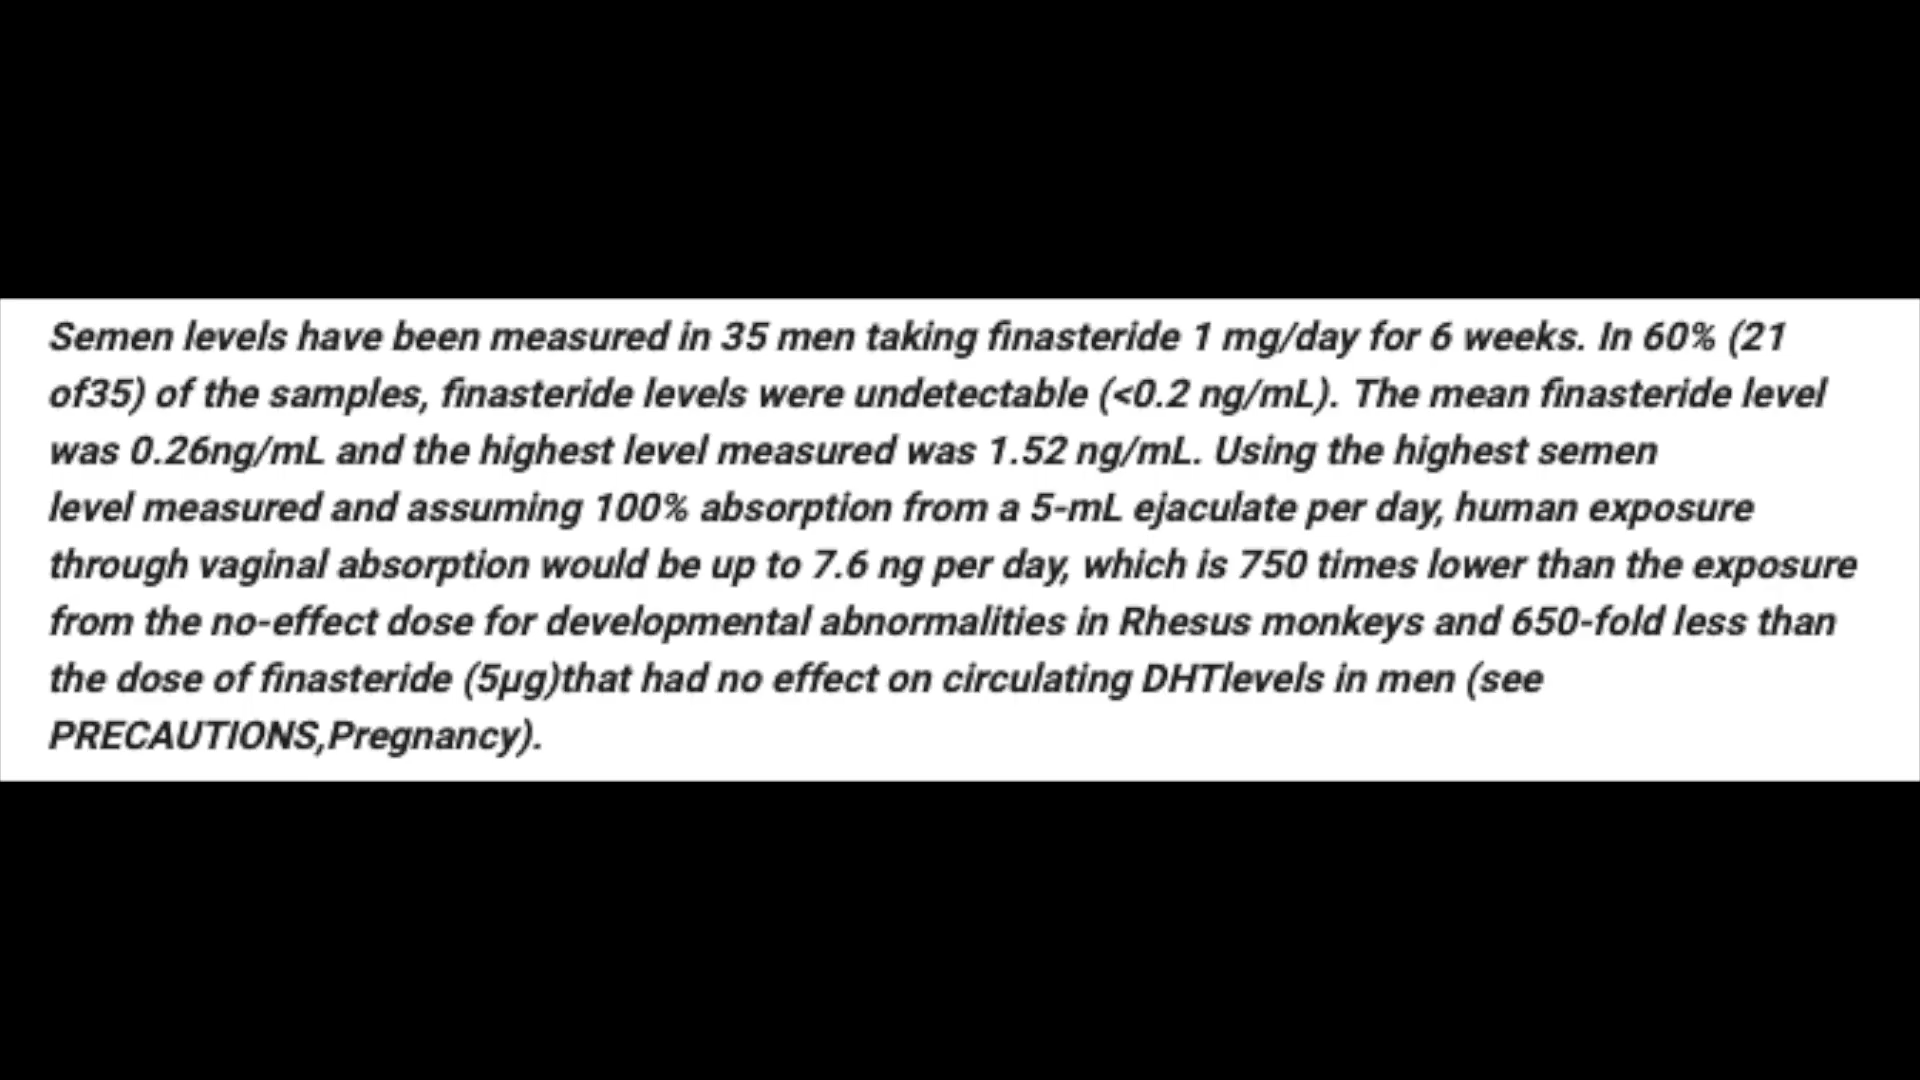 Semen levels have been measured in 35 men taking finasteride 1 mg/day for 6 weeks. In 60% (21
of35) of the samples, finasteride levels were undetectable (<0.2 ng/mL). The mean finasteride level
was 0.26ng/mL and the highest level measured was 1.52 ng/mL. Using the highest semen
level measured and assuming 100% absorption from a 5-mL ejaculate per day, human exposure
through vaginal absorption would be up to 7.6 ng per day, which is 750 times lower than the exposure
from the no-effect dose for developmental abnormalities in Rhesus monkeys and 650-fold less than
the dose of finasteride (5µg)that had no effect on circulating DHTlevels in men (see
PRECAUTIONS,Pregnancy).